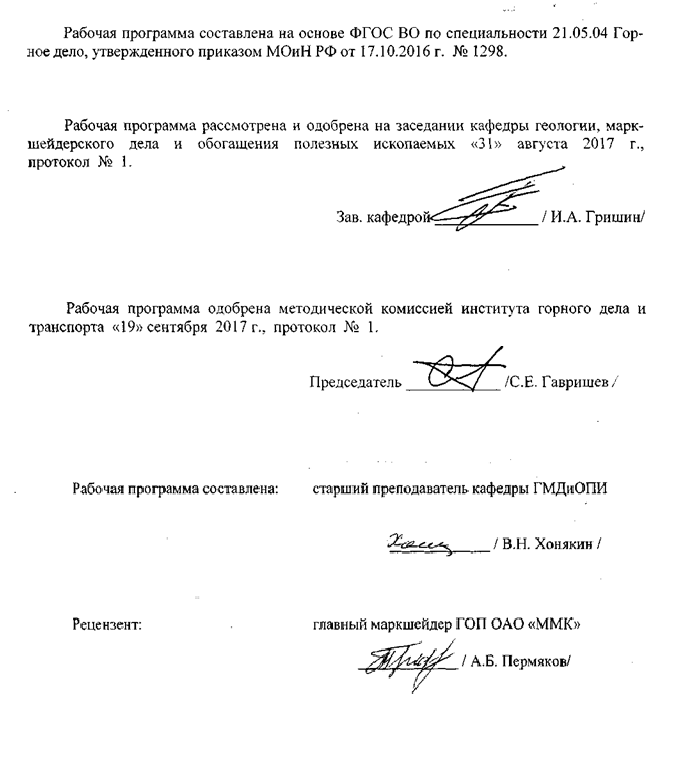 Рабочая программа составлена на основе ФГОС ВО по специальности 21.05.04 Гор-
ное дело, утвержденного приказом МОиН РФ от 17.10.2016 г. № 1298.
Рабочая программа рассмотрена и одобрена на заседании кафедры геологии, марк-
шейдерского дела и обогащения полезных ископаемых «31» августа 2017 г.,
протокол № 1.
Зав. кафедрой / И.А. Гришин/
Рабочая программа одобрена методической комиссией института горного дела и
транспорта «19» сентября 2017 г., протокол № 1.
Председатель /С.Е. Гавришев /
Рабочая программа составлена: старший преподаватель кафедры ГМДиОПИ
/ В.Н. Хонякин /
Рецензент: главный маркшейдер ГОП ОАО «ММК»
/ А.Б. Пермяков/